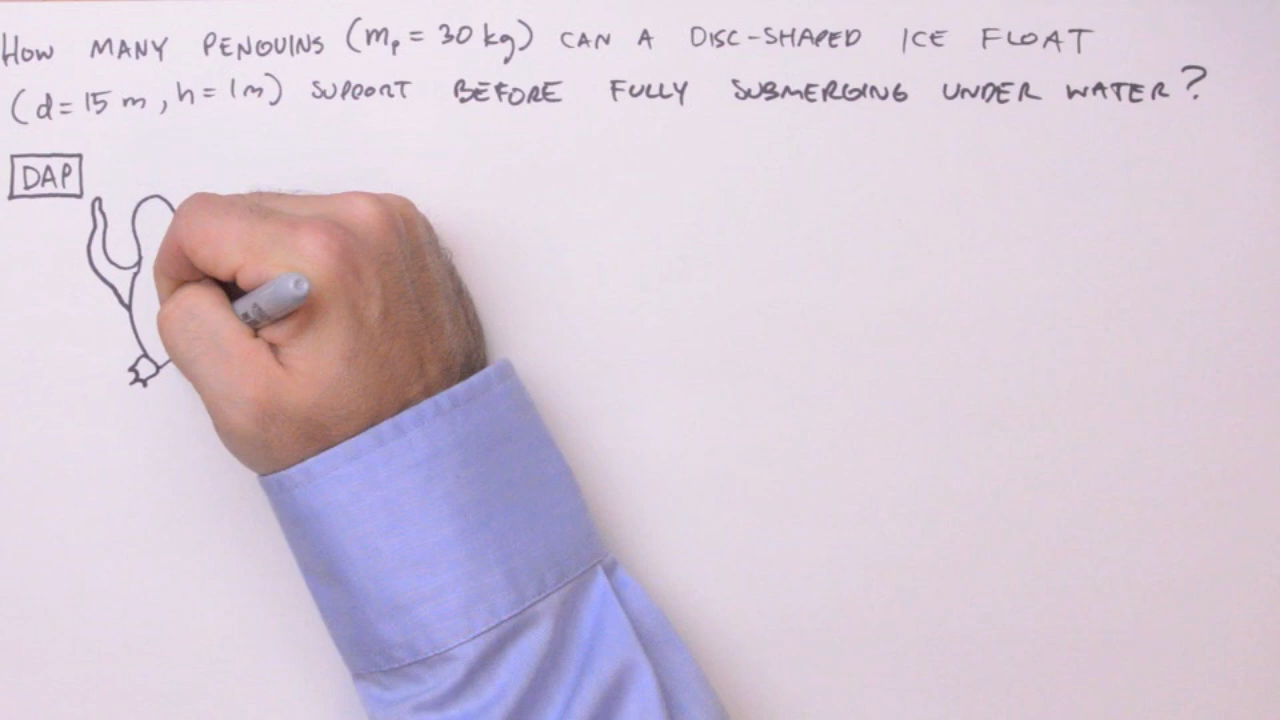 HOW MANY PENGUINS (mp = 30 kg) CAN A DISC-SHAPED ICE FLOAT
(d = 15 m, h = 1m) SUPPORT BEFORE FULLY SUBMERGING UNDER WATER?
DAP